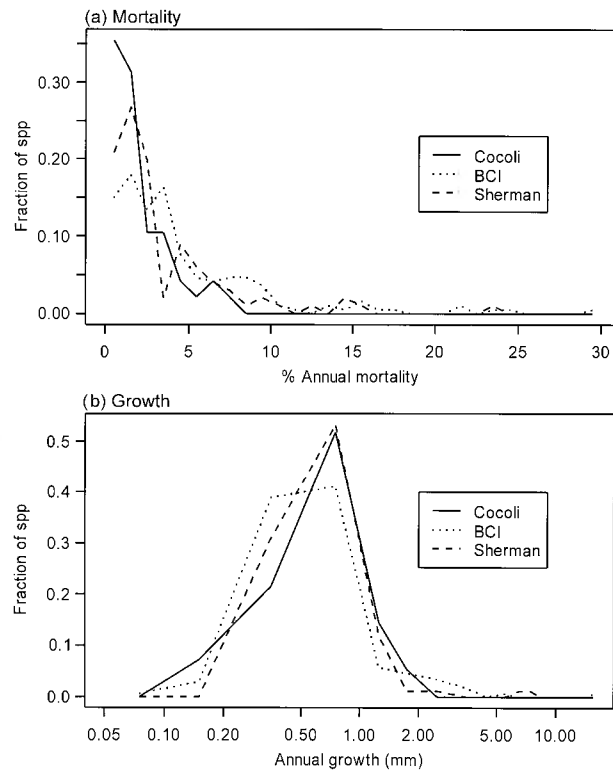 (a) Mortality
Fraction of spp
0.30
0.20
0.10
0.00
Cocoli
BCI
Sherman
0
5
10
15
20
25
30
% Annual mortality
(b) Growth
Fraction of spp
0.5
0.4
0.3
0.2
0.1
0.0
Cocoli
BCI
Sherman
0.05
0.10
0.20
0.50
1.00
2.00
5.00
10.00
Annual growth (mm)